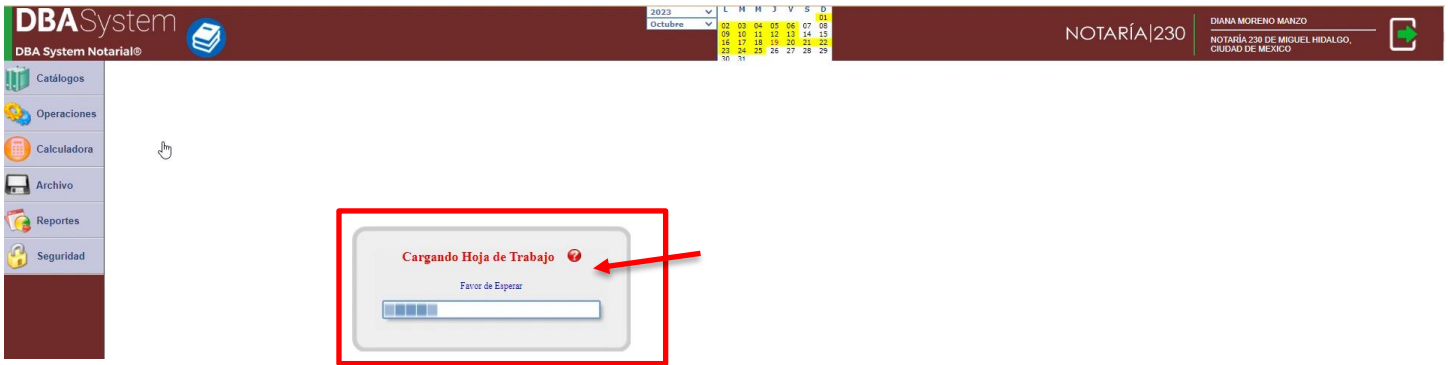 DBASystem
DBA System Notarial®
2023
Octubre
L M M J V S D
01
02 03 04 05 06 07 08
09 10 11 12 13 14 15
16 17 18 19 20 21 22
23 24 25 26 27 28 29
30 31
NOTARÍA|230
DIANA MORENO MANZO
NOTARÍA 230 DE MIGUEL HIDALGO,
CIUDAD DE MEXICO
Catálogos
Operaciones
Calculadora
Archivo
Reportes
Seguridad
Cargando Hoja de Trabajo ?
Favor de Esperar